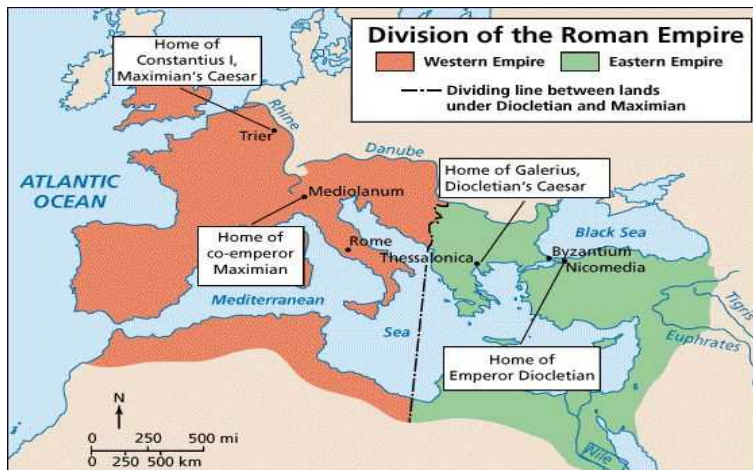 Division of the Roman Empire
Western Empire
Eastern Empire
Dividing line between lands
under Diocletian and Maximian
Home of
Constantius I,
Maximian's Caesar
Rhine
Trier
Danube
Home of Galerius,
Diocletian's Caesar
ATLANTIC
OCEAN
Mediolanum
Black Sea
Home of
co-emperor
Maximian
Rome
Thessalonica
Byzantium
Nicomedia
Mediterranean
Sea
Tigris
Euphrates
Home of
Emperor Diocletian
N
0 250 500 mi
0 250 500 km
Nile